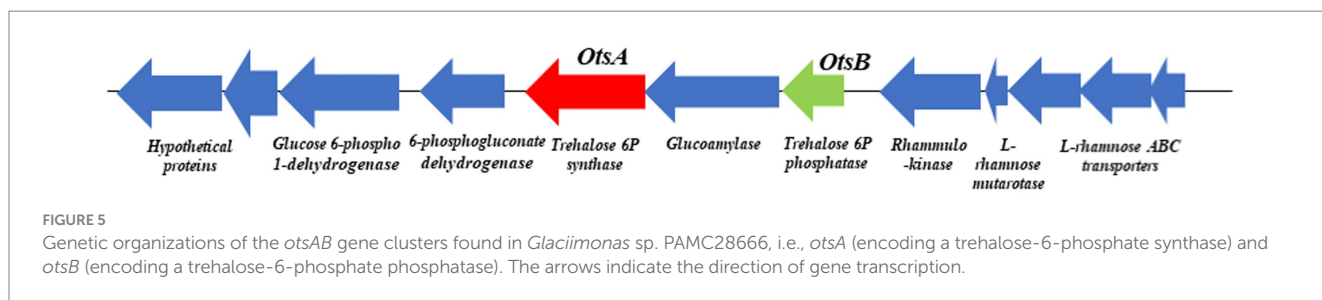 OtsA
OtsB
Hypothetical
proteins
Glucose 6-phospho
1-dehydrogenase
6-phosphogluconate
dehydrogenase
Trehalose 6P
synthase
Glucoamylase
Trehalose 6P
phosphatase
Rhammulo
-kinase
L-
rhamnose
mutarotase
L-rhamnose ABC
transporters
FIGURE 5
Genetic organizations of the otsAB gene clusters found in Glaciimonas sp. PAMC28666, i.e., otsA (encoding a trehalose-6-phosphate synthase) and
otsB (encoding a trehalose-6-phosphate phosphatase). The arrows indicate the direction of gene transcription.